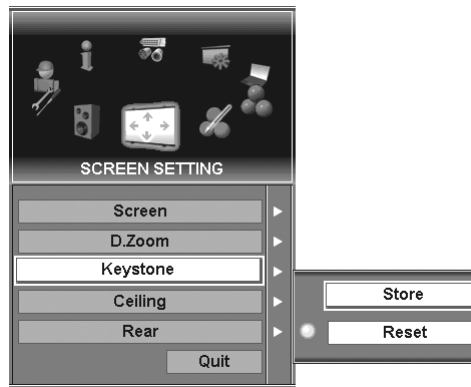 SCREEN SETTING
Screen
D.Zoom
Keystone
Ceiling
Rear
Quit
Store
Reset